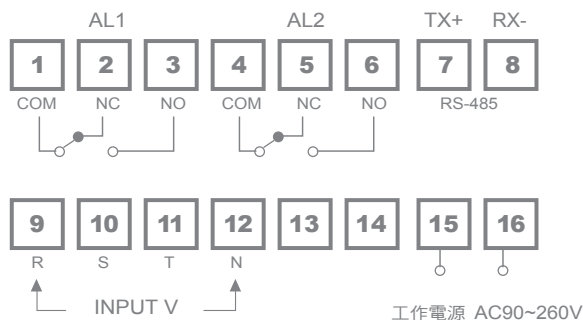 AL1 AL2 TX+ RX-
1 2 3 4 5 6 7 8
COM NC NO COM NC NO RS-485
9 10 11 12 13 14 15 16
R S T N
INPUT V
工作電源 AC90~260V